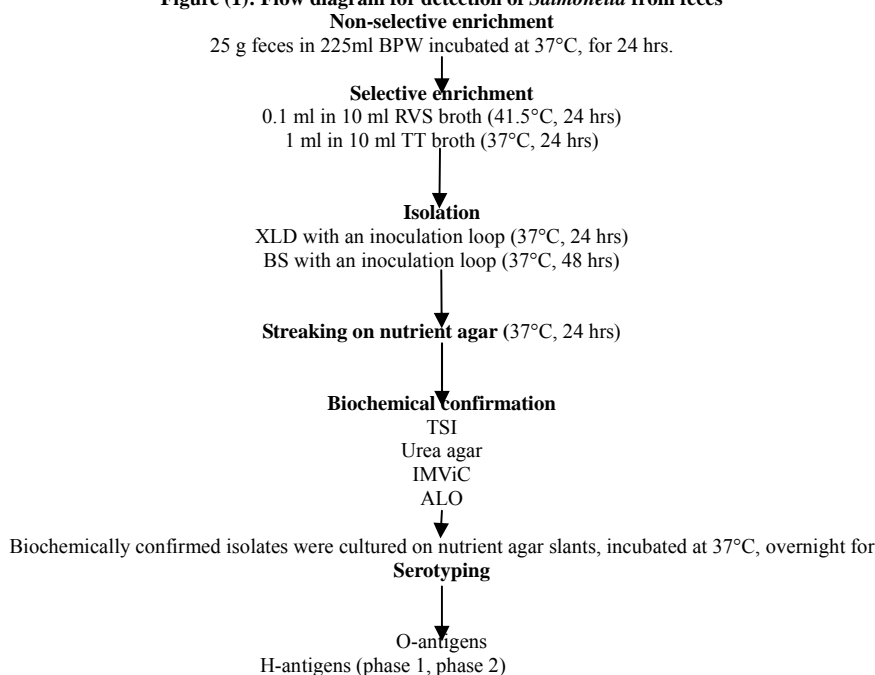 Figure (1): Flow diagram for detection of Salmonella from feces
Non-selective enrichment
25 g feces in 225ml BPW incubated at 37°C, for 24 hrs.
Selective enrichment
0.1 ml in 10 ml RVS broth (41.5°C, 24 hrs)
1 ml in 10 ml TT broth (37°C, 24 hrs)
Isolation
XLD with an inoculation loop (37°C, 24 hrs)
BS with an inoculation loop (37°C, 48 hrs)
Streaking on nutrient agar (37°C, 24 hrs)
Biochemical confirmation
TSI
Urea agar
IMViC
ALO
Biochemically confirmed isolates were cultured on nutrient agar slants, incubated at 37°C, overnight for
Serotyping
O-antigens
H-antigens (phase 1, phase 2)